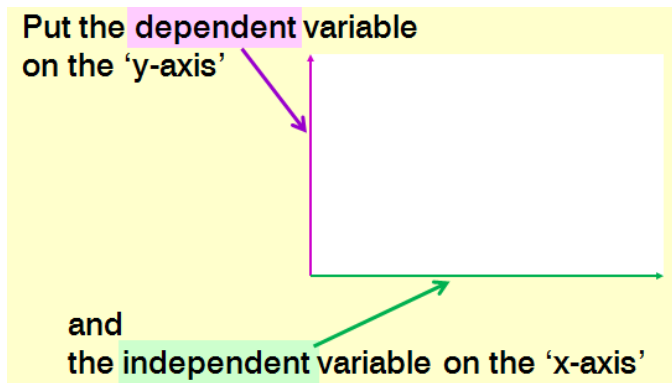 Put the dependent variable
on the ‘y-axis’
and
the independent variable on the ‘x-axis’